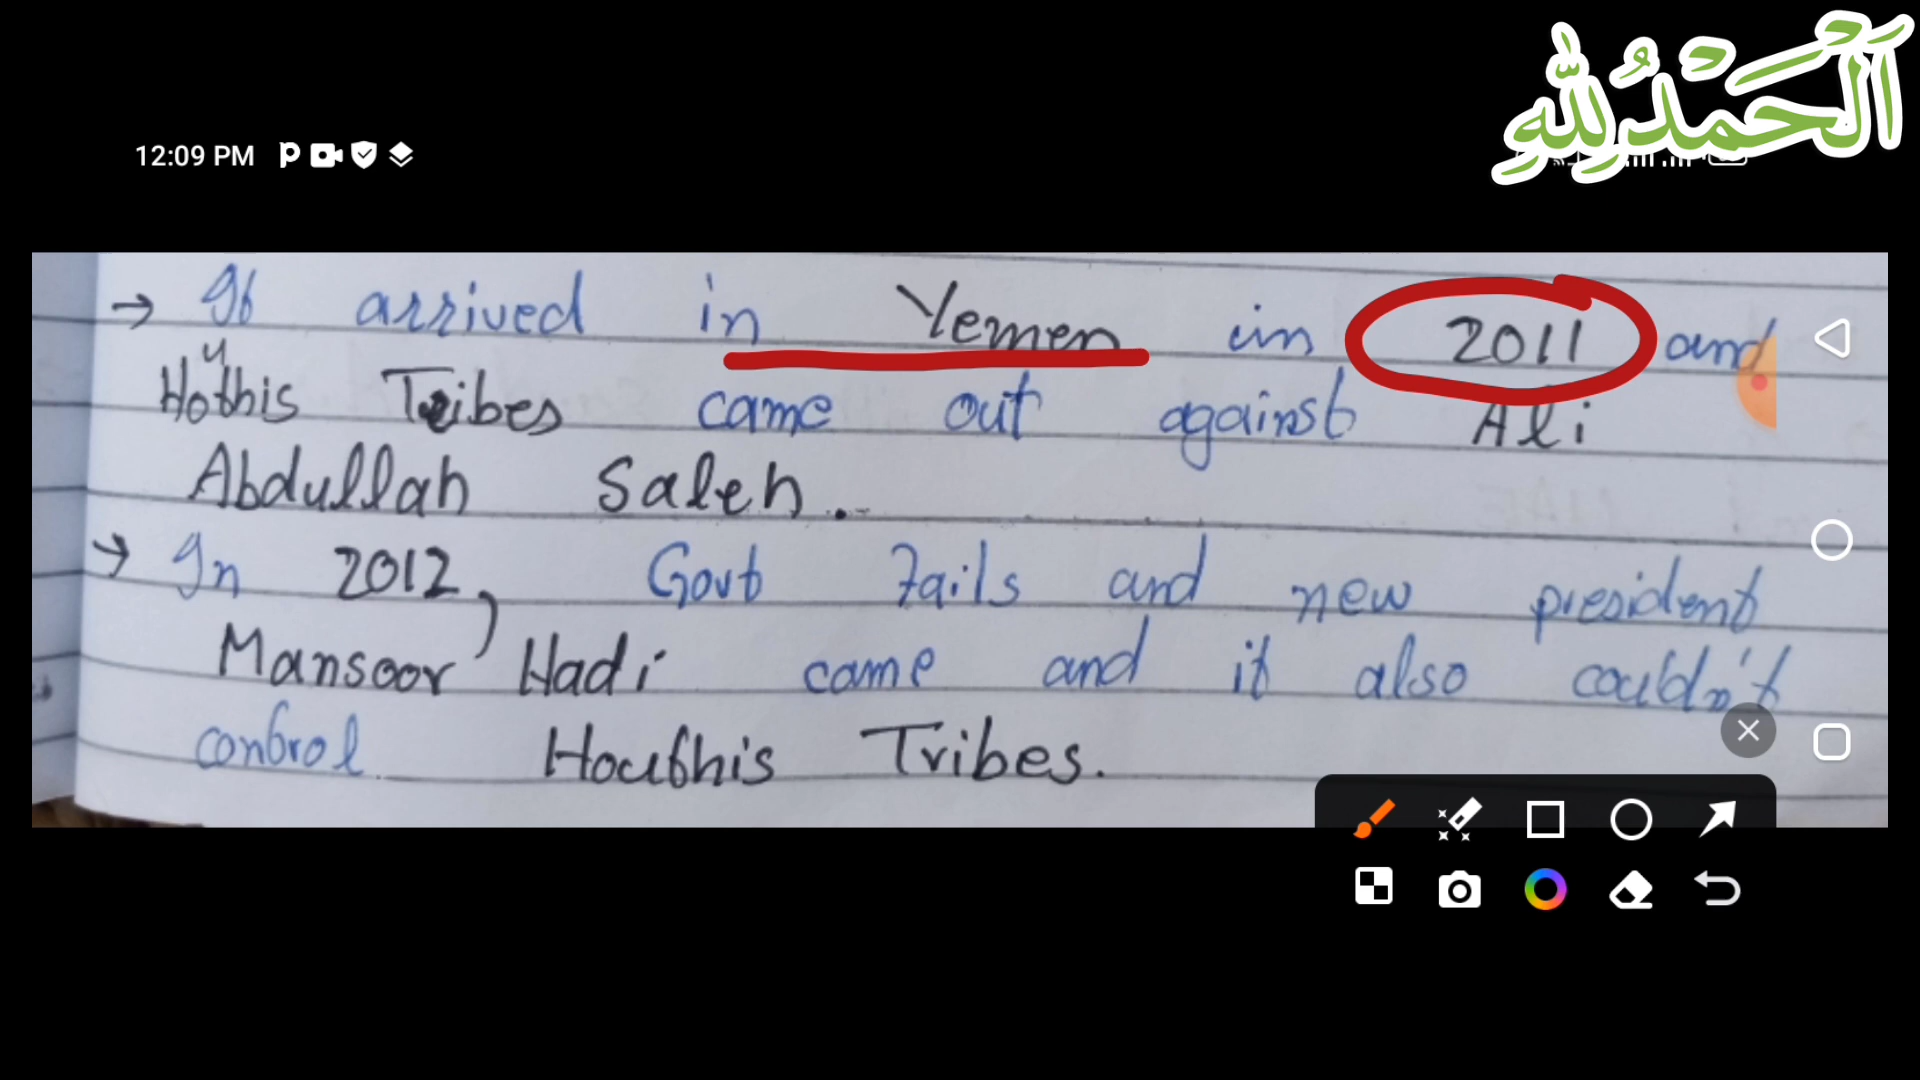 اَلْحَمْدُلِلّٰهِ
12:09 PM
→ It arrived in Yemen in 2011 and
Houthis Tribes came out against Ali
Abdullah Saleh.
→ In 2012, Govt fails and new president
Mansoor Hadi came and it also couldn't
control Houthis Tribes.